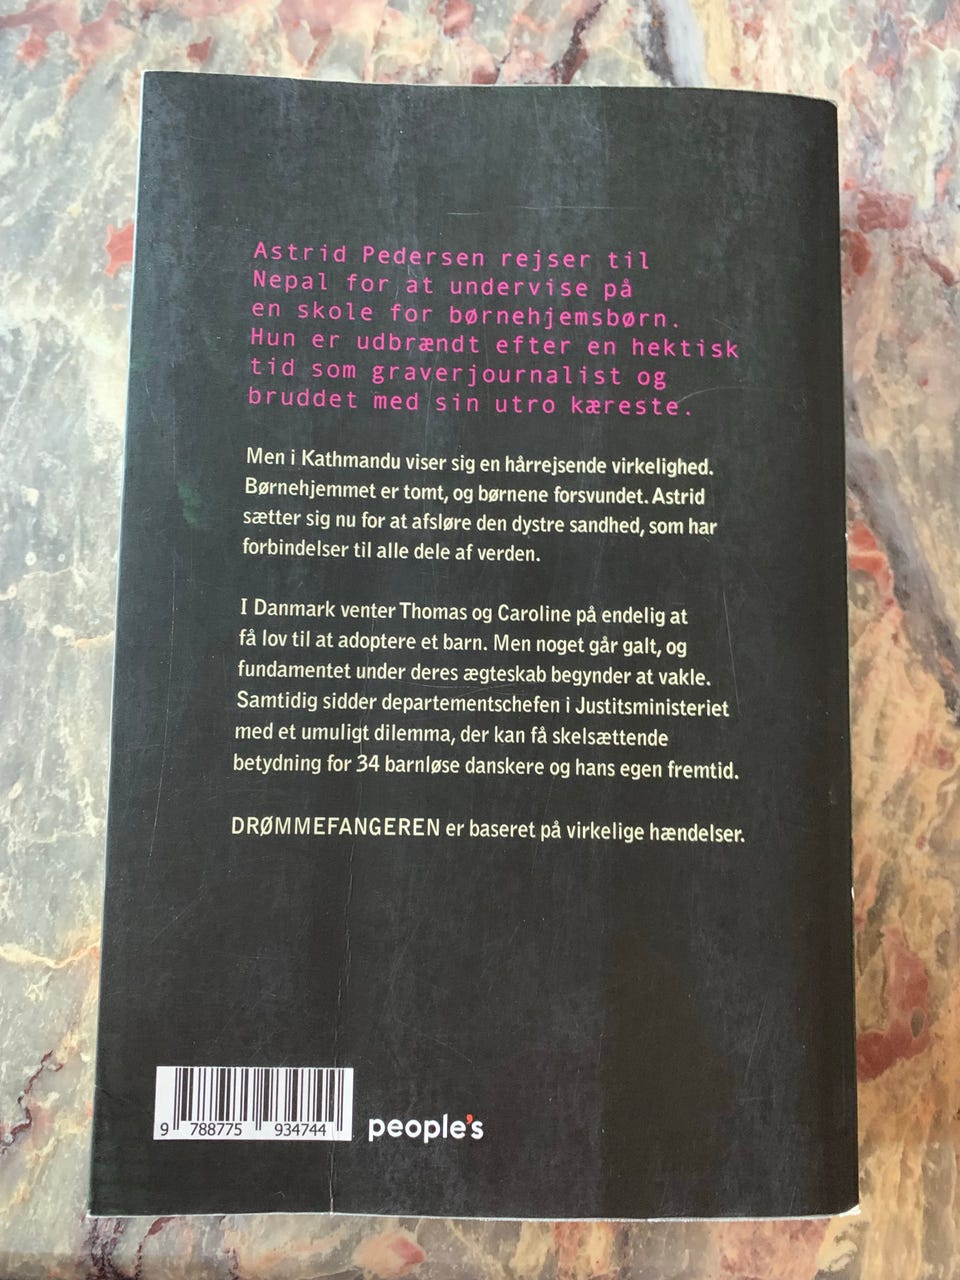 Astrid Pedersen rejser til
Nepal for at undervise på
en skole for børnehjemsbørn.
Hun er udbrændt efter en hektisk
tid som graverjournalist og
bruddet med sin utro kæreste.
Men i Kathmandu viser sig en hårrejsende virkelighed.
Børnehjemmet er tomt, og børnene forsvundet. Astrid
sætter sig nu for at afsløre den dystre sandhed, som har
forbindelser til alle dele af verden.
I Danmark venter Thomas og Caroline på endelig at
få lov til at adoptere et barn. Men noget går galt, og
fundamentet under deres ægteskab begynder at vakle.
Samtidig sidder departementschefen i Justitsministeriet
med et umuligt dilemma, der kan få skelsættende
betydning for 34 barnløse danskere og hans egen fremtid.
DRØMMEFANGEREN er baseret på virkelige hændelser.
9 788775 934744
people's